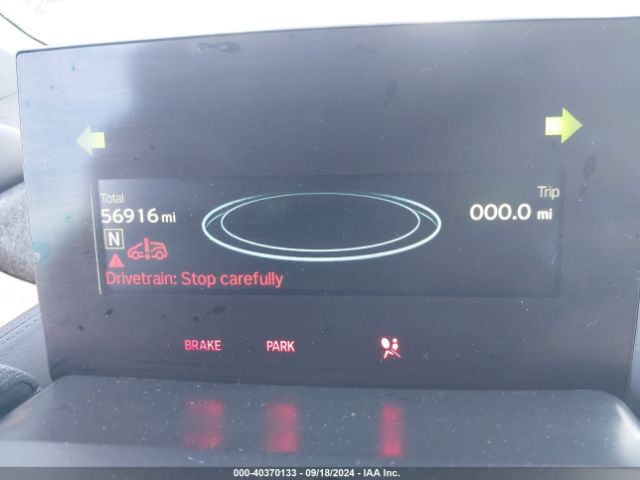 Total
Trip
56916 mi
000.0 mi
N
Drivetrain: Stop carefully
BRAKE PARK
000-40370133 - 09/18/2024 - IAA Inc.